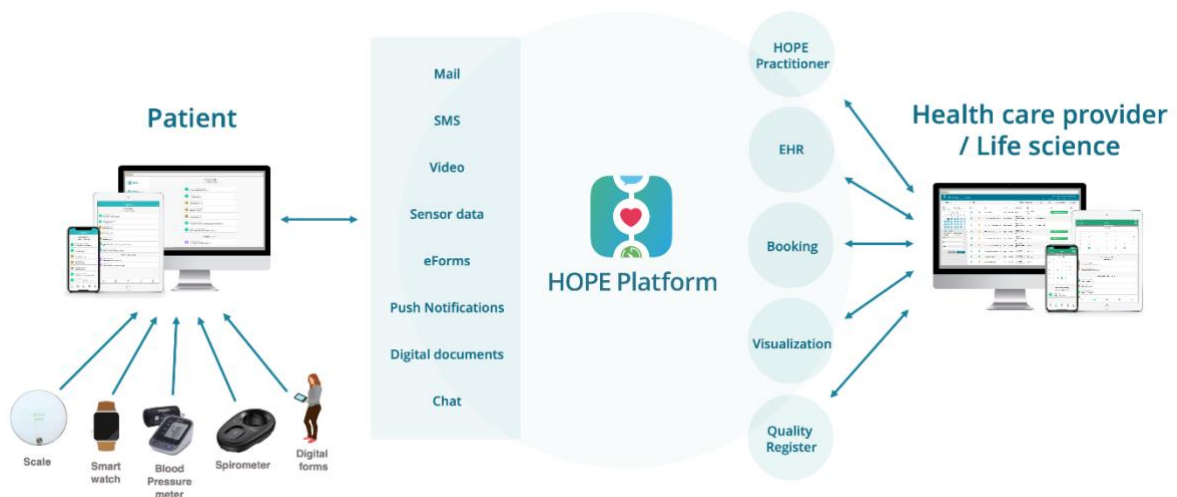 Patient
Scale
Smart
watch
Blood
Pressure
meter
Spirometer
Digital
forms
Mail
SMS
Video
Sensor data
eForms
Push Notifications
Digital documents
Chat
HOPE Platform
HOPE
Practitioner
EHR
Booking
Visualization
Quality
Register
Health care provider
/ Life science